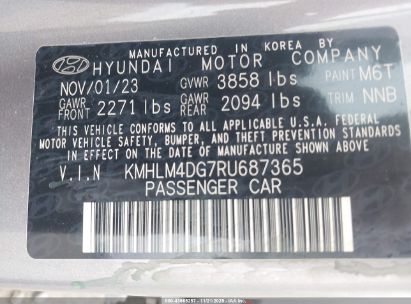 MANUFACTURED IN KOREA BY
HYUNDAI MOTOR COMPANY
NOV/01/23 GVWR 3858 lbs PAINT M6T
GAWR FRONT 2271 lbs GAWR REAR 2094 lbs TRIM NNB
THIS VEHICLE CONFORMS TO ALL APPLICABLE U.S.A. FEDERAL
MOTOR VEHICLE SAFETY, BUMPER, AND THEFT PREVENTION STANDARDS
IN EFFECT ON THE DATE OF MANUFACTURE SHOWN ABOVE.
V.I.N KMHLM4DG7RU687365
PASSENGER CAR